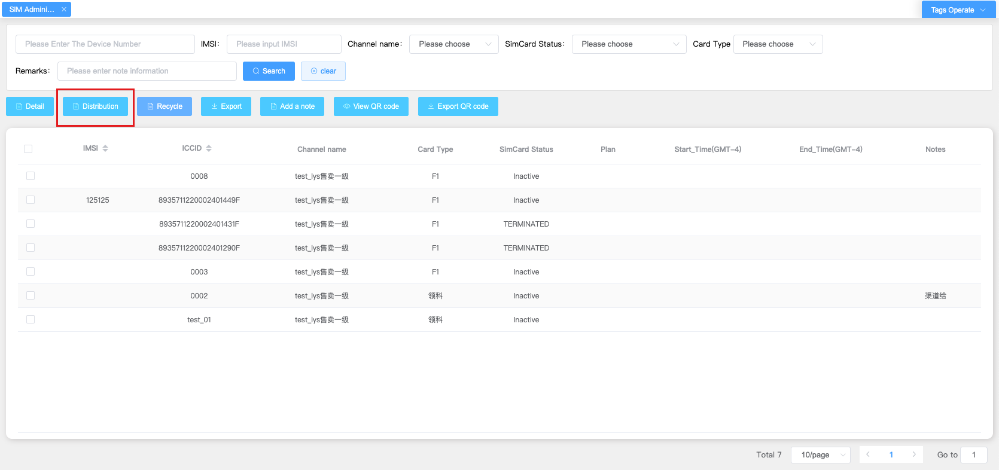 SIM Admini... ×
Tags Operate
Please Enter The Device Number IMSI: Please input IMSI Channel name: Please choose SimCard Status: Please choose Card Type Please choose
Remarks: Please enter note information Search clear
Detail Distribution Recycle Export Add a note View QR code Export QR code
IMSI ICCID Channel name Card Type SimCard Status Plan Start_Time(GMT-4) End_Time(GMT-4) Notes
0008 test_lys售卖一级 F1 Inactive
125125 8935711220002401449F test_lys售卖一级 F1 Inactive
8935711220002401431F test_lys售卖一级 F1 TERMINATED
8935711220002401290F test_lys售卖一级 F1 TERMINATED
0003 test_lys售卖一级 F1 Inactive
0002 test_lys售卖一级 领科 Inactive 渠道给
test_01 test_lys售卖一级 领科 Inactive
Total 7 10/page 1 Go to 1